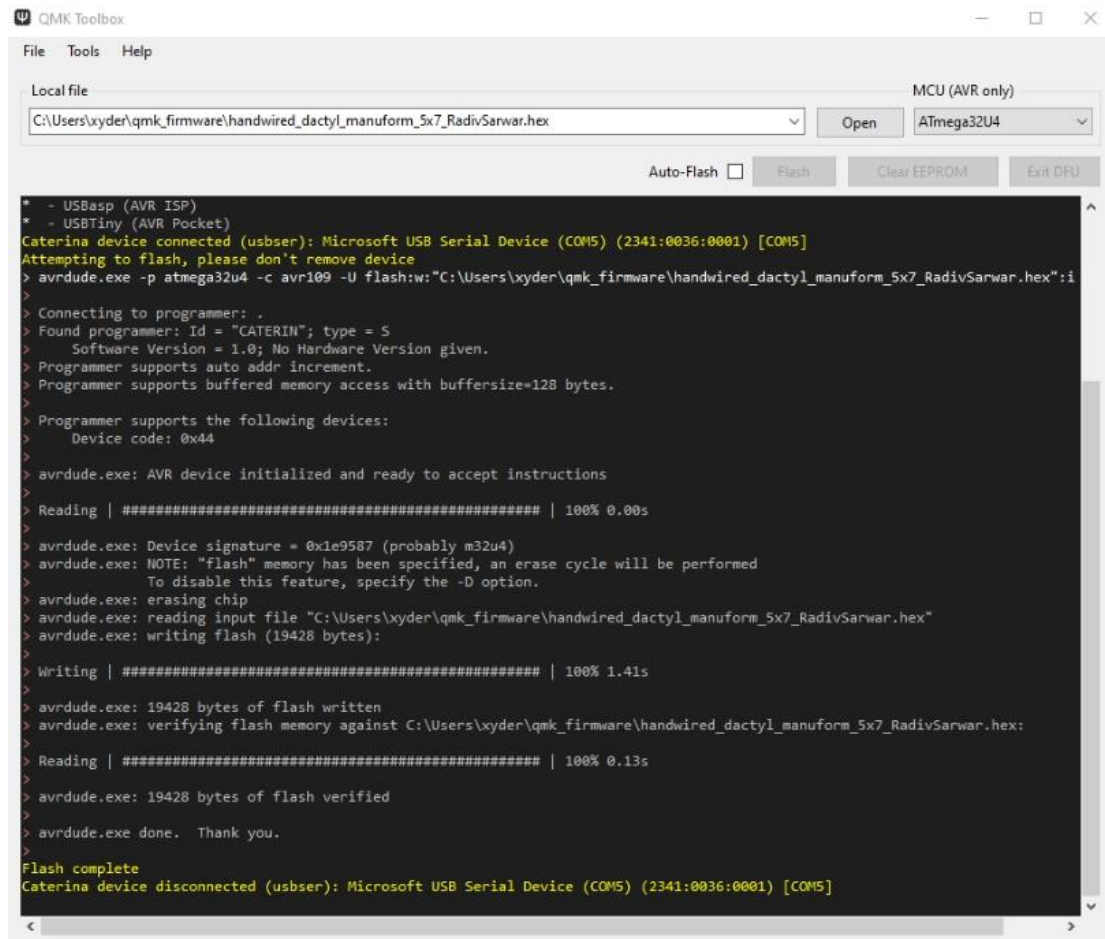 QMK Toolbox
File Tools Help
Local file MCU (AVR only)
C:\Users\xyder\qmk_firmware\handwired_dactyl_manuform_5x7_RadivSarwar.hex Open ATmega32U4
Auto-Flash Flash Clear EEPROM Exit DFU
* - USBasp (AVR ISP)
* - USBTiny (AVR Pocket)
Caterina device connected (usbser): Microsoft USB Serial Device (COM5) (2341:0036:0001) [COM5]
Attempting to flash, please don't remove device
> avrdude.exe -p atmega32u4 -c avr109 -U flash:w:"C:\Users\xyder\qmk_firmware\handwired_dactyl_manuform_5x7_RadivSarwar.hex":i
>
> Connecting to programmer: .
> Found programmer: Id = "CATERIN"; type = S
> Software Version = 1.0; No Hardware Version given.
> Programmer supports auto addr increment.
> Programmer supports buffered memory access with buffersize=128 bytes.
>
> Programmer supports the following devices:
> Device code: 0x44
>
> avrdude.exe: AVR device initialized and ready to accept instructions
>
> Reading | ################################################## | 100% 0.00s
>
> avrdude.exe: Device signature = 0x1e9587 (probably m32u4)
> avrdude.exe: NOTE: "flash" memory has been specified, an erase cycle will be performed
> To disable this feature, specify the -D option.
> avrdude.exe: erasing chip
> avrdude.exe: reading input file "C:\Users\xyder\qmk_firmware\handwired_dactyl_manuform_5x7_RadivSarwar.hex"
> avrdude.exe: writing flash (19428 bytes):
>
> Writing | ################################################## | 100% 1.41s
>
> avrdude.exe: 19428 bytes of flash written
> avrdude.exe: verifying flash memory against C:\Users\xyder\qmk_firmware\handwired_dactyl_manuform_5x7_RadivSarwar.hex:
>
> Reading | ################################################## | 100% 0.13s
>
> avrdude.exe: 19428 bytes of flash verified
>
> avrdude.exe done. Thank you.
>
Flash complete
Caterina device disconnected (usbser): Microsoft USB Serial Device (COM5) (2341:0036:0001) [COM5]